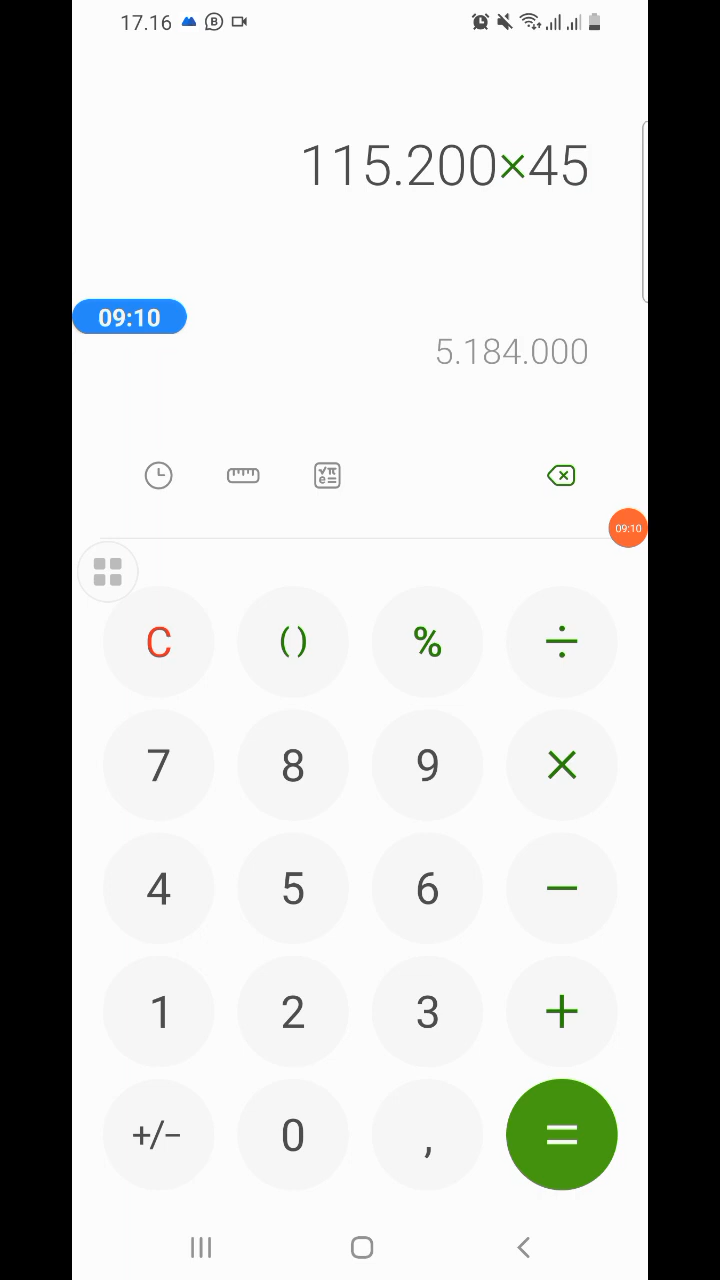 17.16
115.200×45
09:10
5.184.000
09:10
C () % ÷
7 8 9 ×
4 5 6 −
1 2 3 +
+/− 0 , =